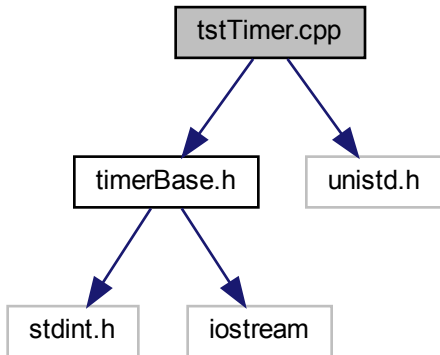 tstTimer.cpp
timerBase.h
unistd.h
stdint.h
iostream